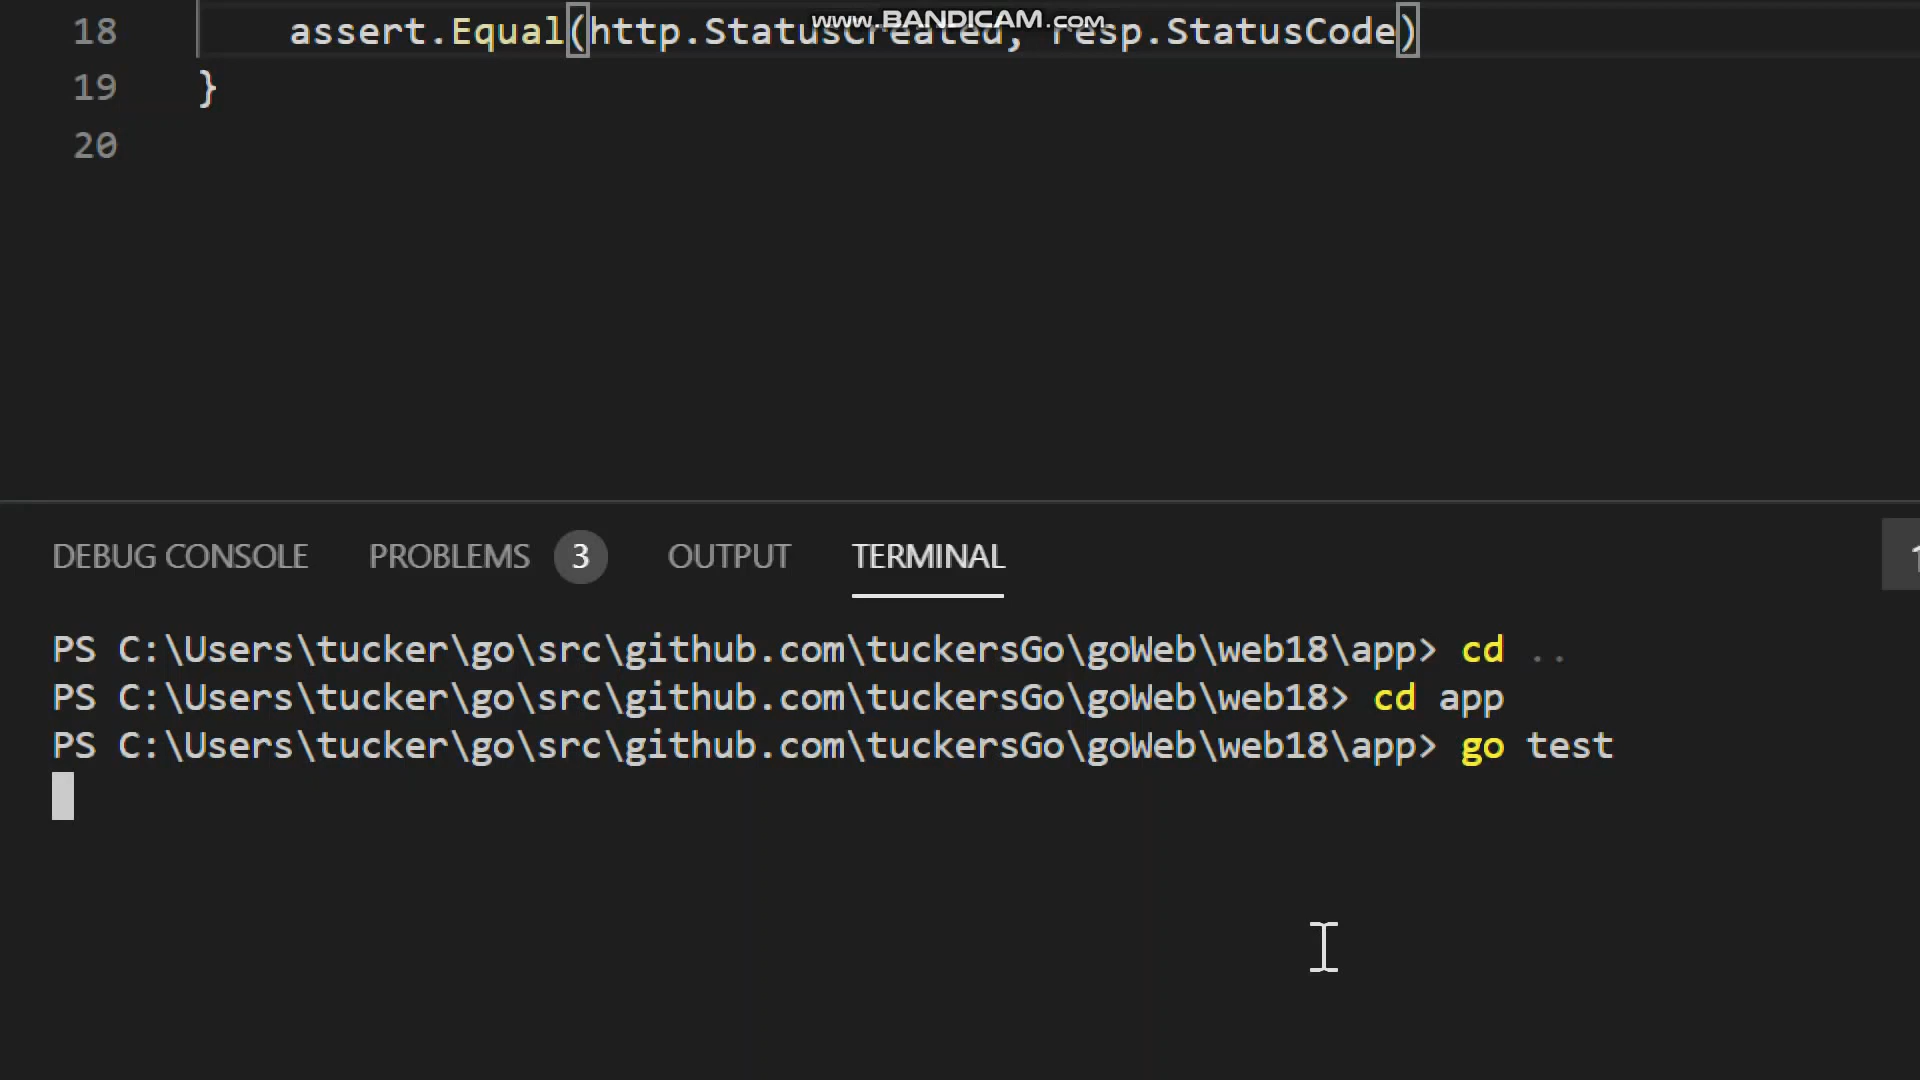 www.BANDICAM.com
18 assert.Equal(http.StatusCreated, resp.StatusCode)
19 }
20
DEBUG CONSOLE PROBLEMS 3 OUTPUT TERMINAL
PS C:\Users\tucker\go\src\github.com\tuckersGo\goWeb\web18\app> cd ..
PS C:\Users\tucker\go\src\github.com\tuckersGo\goWeb\web18> cd app
PS C:\Users\tucker\go\src\github.com\tuckersGo\goWeb\web18\app> go test